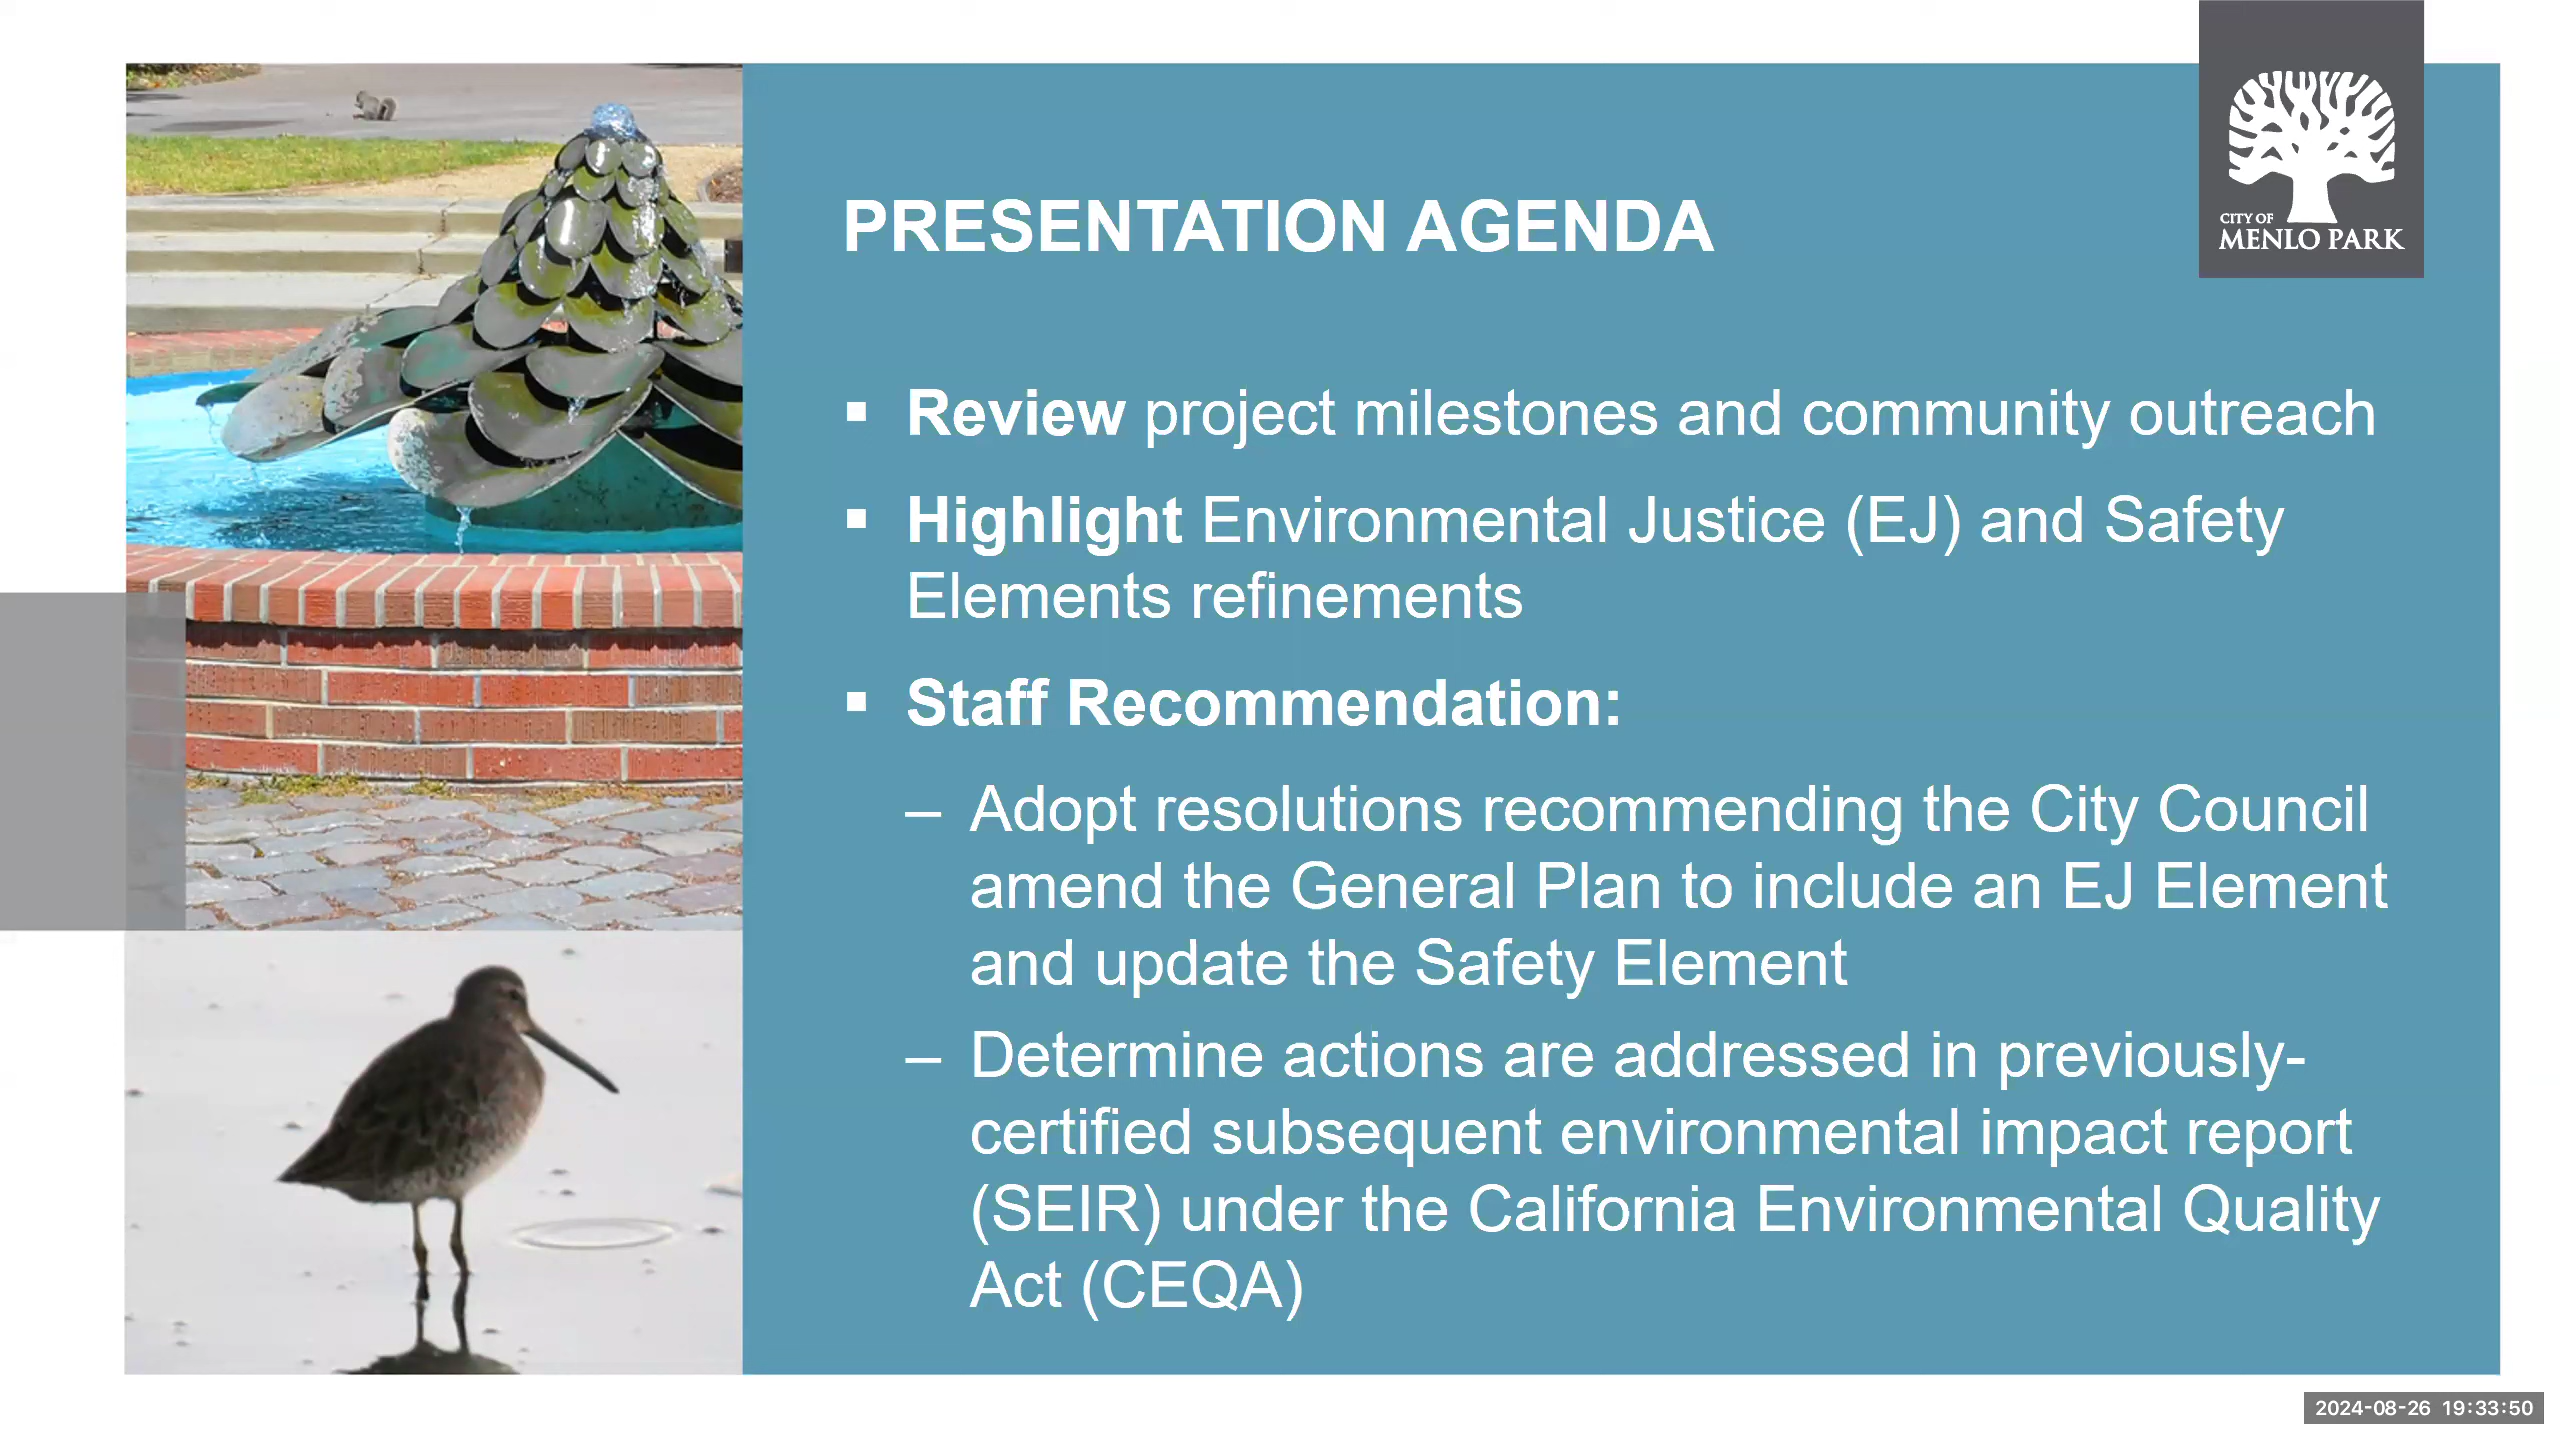 CITY OF
MENLO PARK
PRESENTATION AGENDA
▪ Review project milestones and community outreach
▪ Highlight Environmental Justice (EJ) and Safety
Elements refinements
▪ Staff Recommendation:
– Adopt resolutions recommending the City Council
amend the General Plan to include an EJ Element
and update the Safety Element
– Determine actions are addressed in previously-
certified subsequent environmental impact report
(SEIR) under the California Environmental Quality
Act (CEQA)
2024-08-26 19:33:50